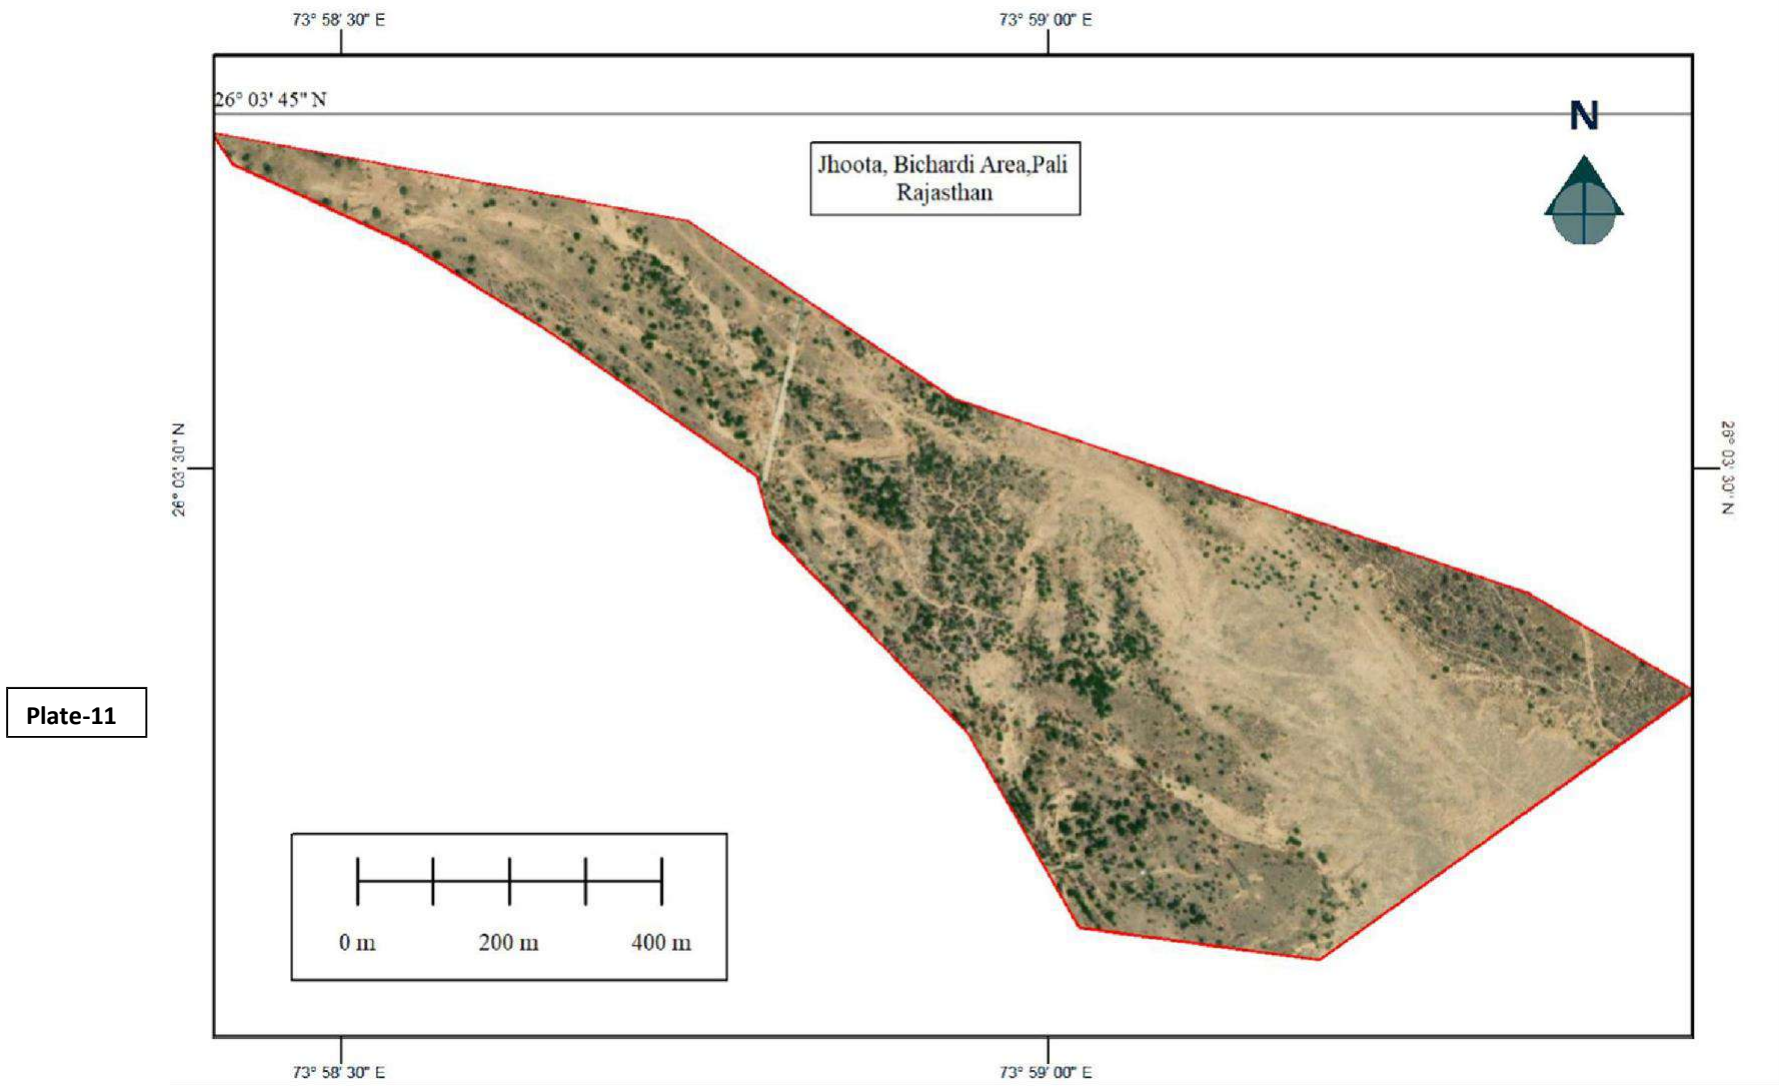 73° 58' 30" E
73° 59' 00" E
26° 03' 45" N
N
Jhoota, Bichardi Area,Pali
Rajasthan
26° 03' 30" N
26° 03' 30" N
Plate-11
0 m
200 m
400 m
73° 58' 30" E
73° 59' 00" E